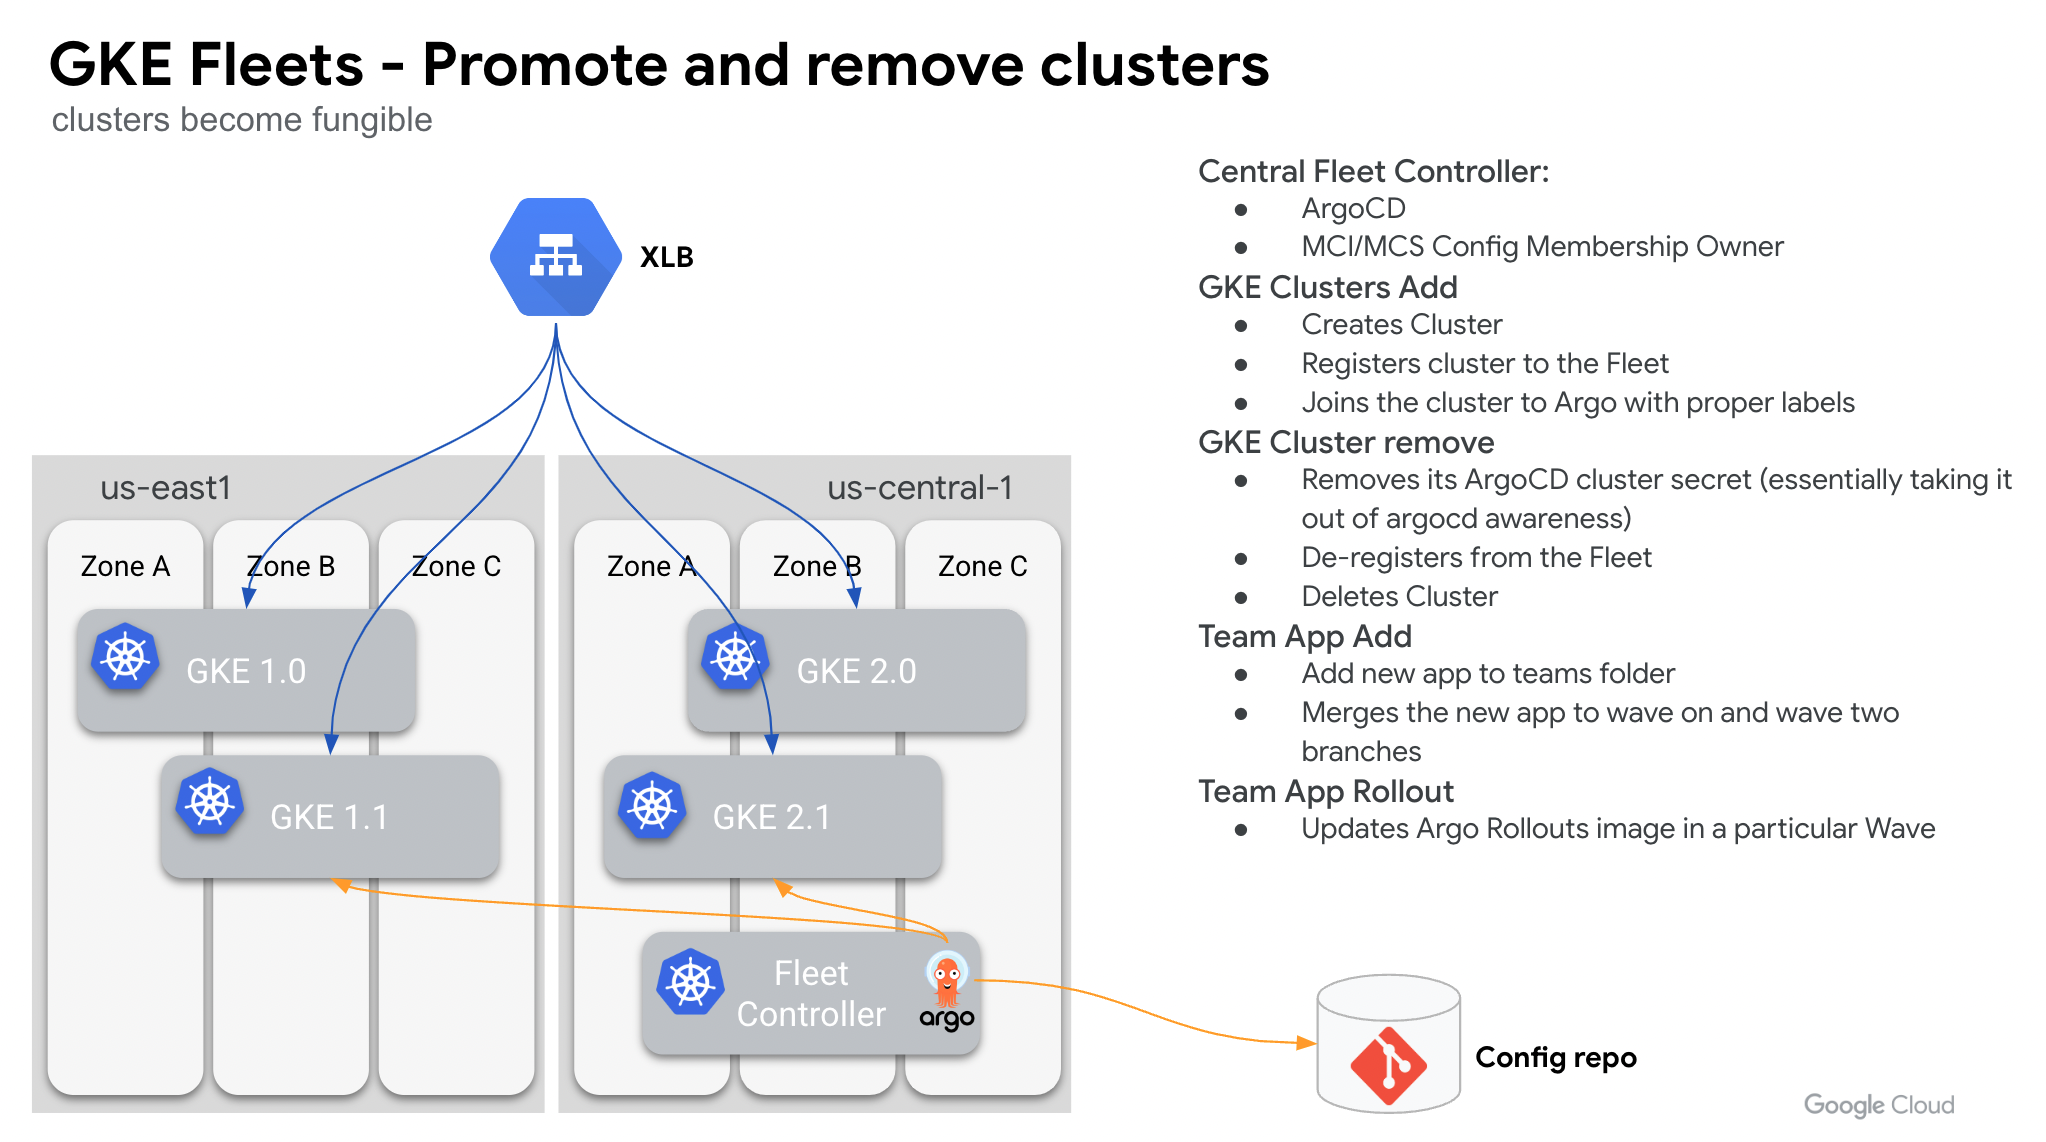 GKE Fleets - Promote and remove clusters
clusters become fungible
XLB
us-east1
Zone A
Zone B
Zone C
GKE 1.0
GKE 1.1
us-central-1
Zone A
Zone B
Zone C
GKE 2.0
GKE 2.1
Fleet
Controller
argo
Config repo
Central Fleet Controller:
● ArgoCD
● MCI/MCS Config Membership Owner
GKE Clusters Add
● Creates Cluster
● Registers cluster to the Fleet
● Joins the cluster to Argo with proper labels
GKE Cluster remove
● Removes its ArgoCD cluster secret (essentially taking it
out of argocd awareness)
● De-registers from the Fleet
● Deletes Cluster
Team App Add
● Add new app to teams folder
● Merges the new app to wave on and wave two
branches
Team App Rollout
● Updates Argo Rollouts image in a particular Wave
Google Cloud